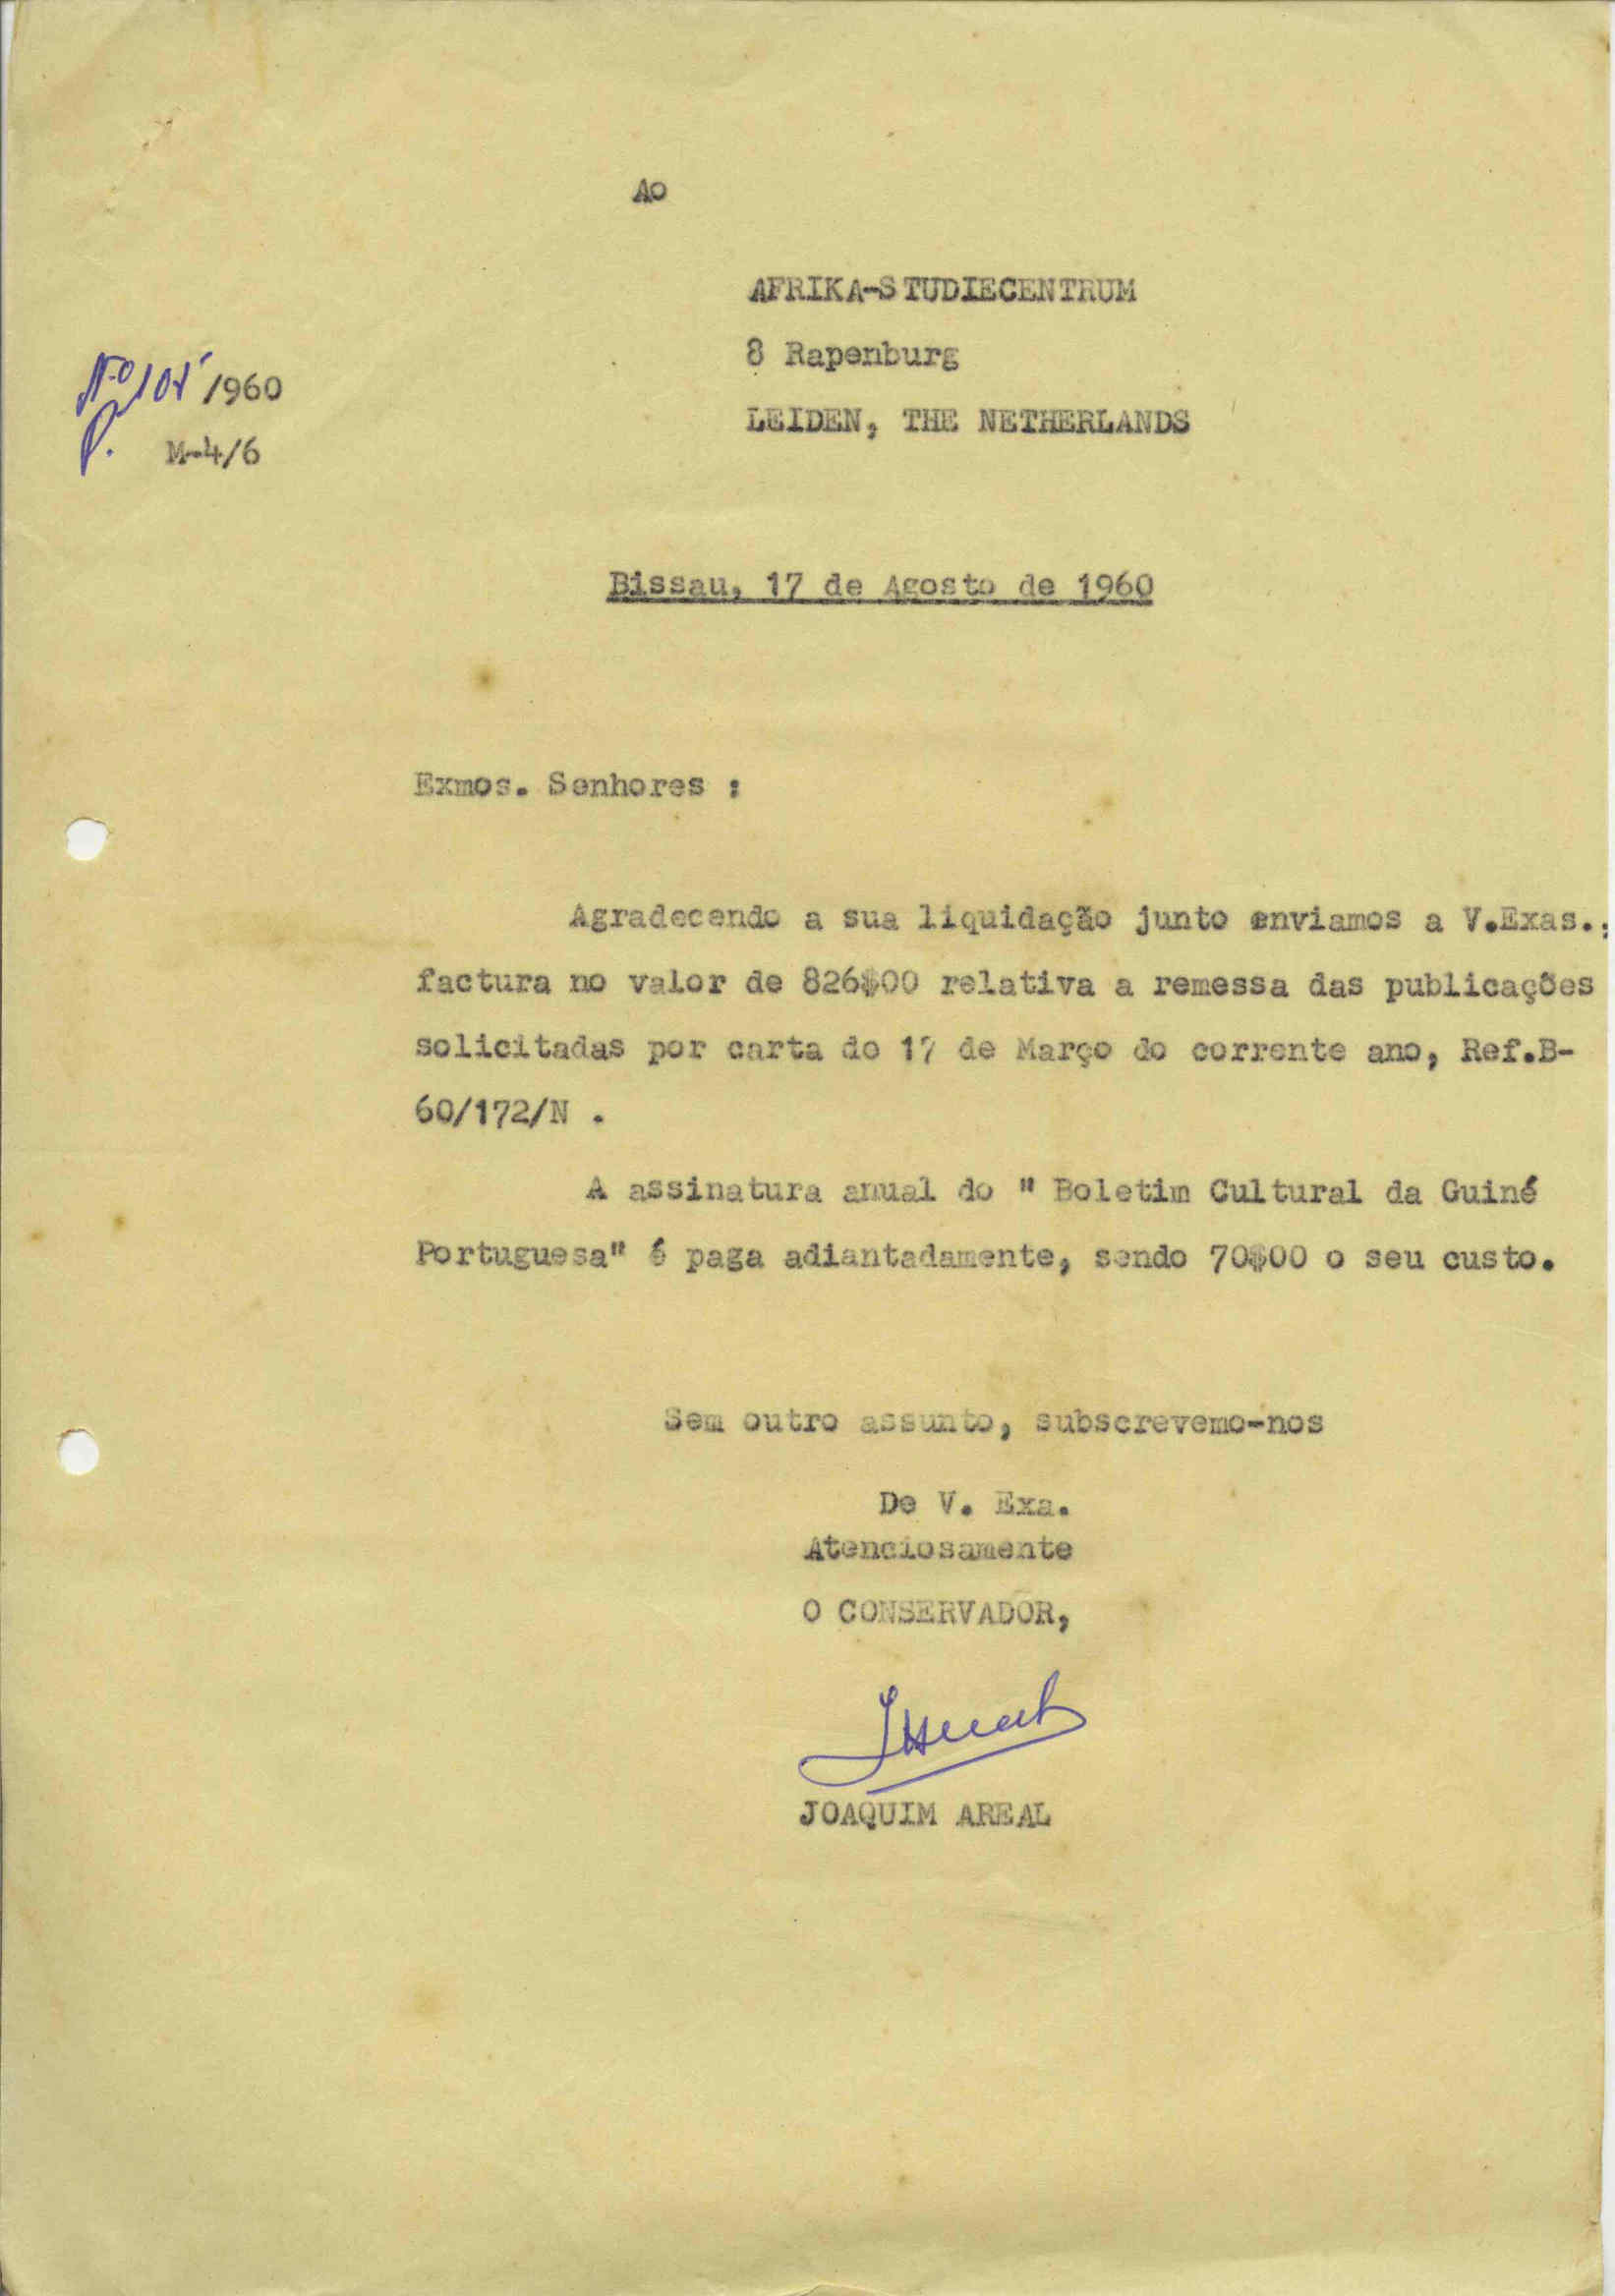 Ao
AFRIKA-STUDIECENTRUM
8 Rapenburg
LEIDEN, THE NETHERLANDS
Nº /1960
P. M-4/6
Bissau, 17 de Agosto de 1960
Exmos. Senhores :
Agradecendo a sua liquidação junto enviamos a V.Exas.,
factura no valor de 826$00 relativa a remessa das publicações
solicitadas por carta de 17 de Março do corrente ano, Ref.B-
60/172/N .
A assinatura anual do " Boletim Cultural da Guiné
Portuguesa" é paga adiantadamente, sendo 70$00 o seu custo.
Sem outro assunto, subscrevemo-nos
De V. Exa.
Atenciosamente
O CONSERVADOR,
JOAQUIM AREAL